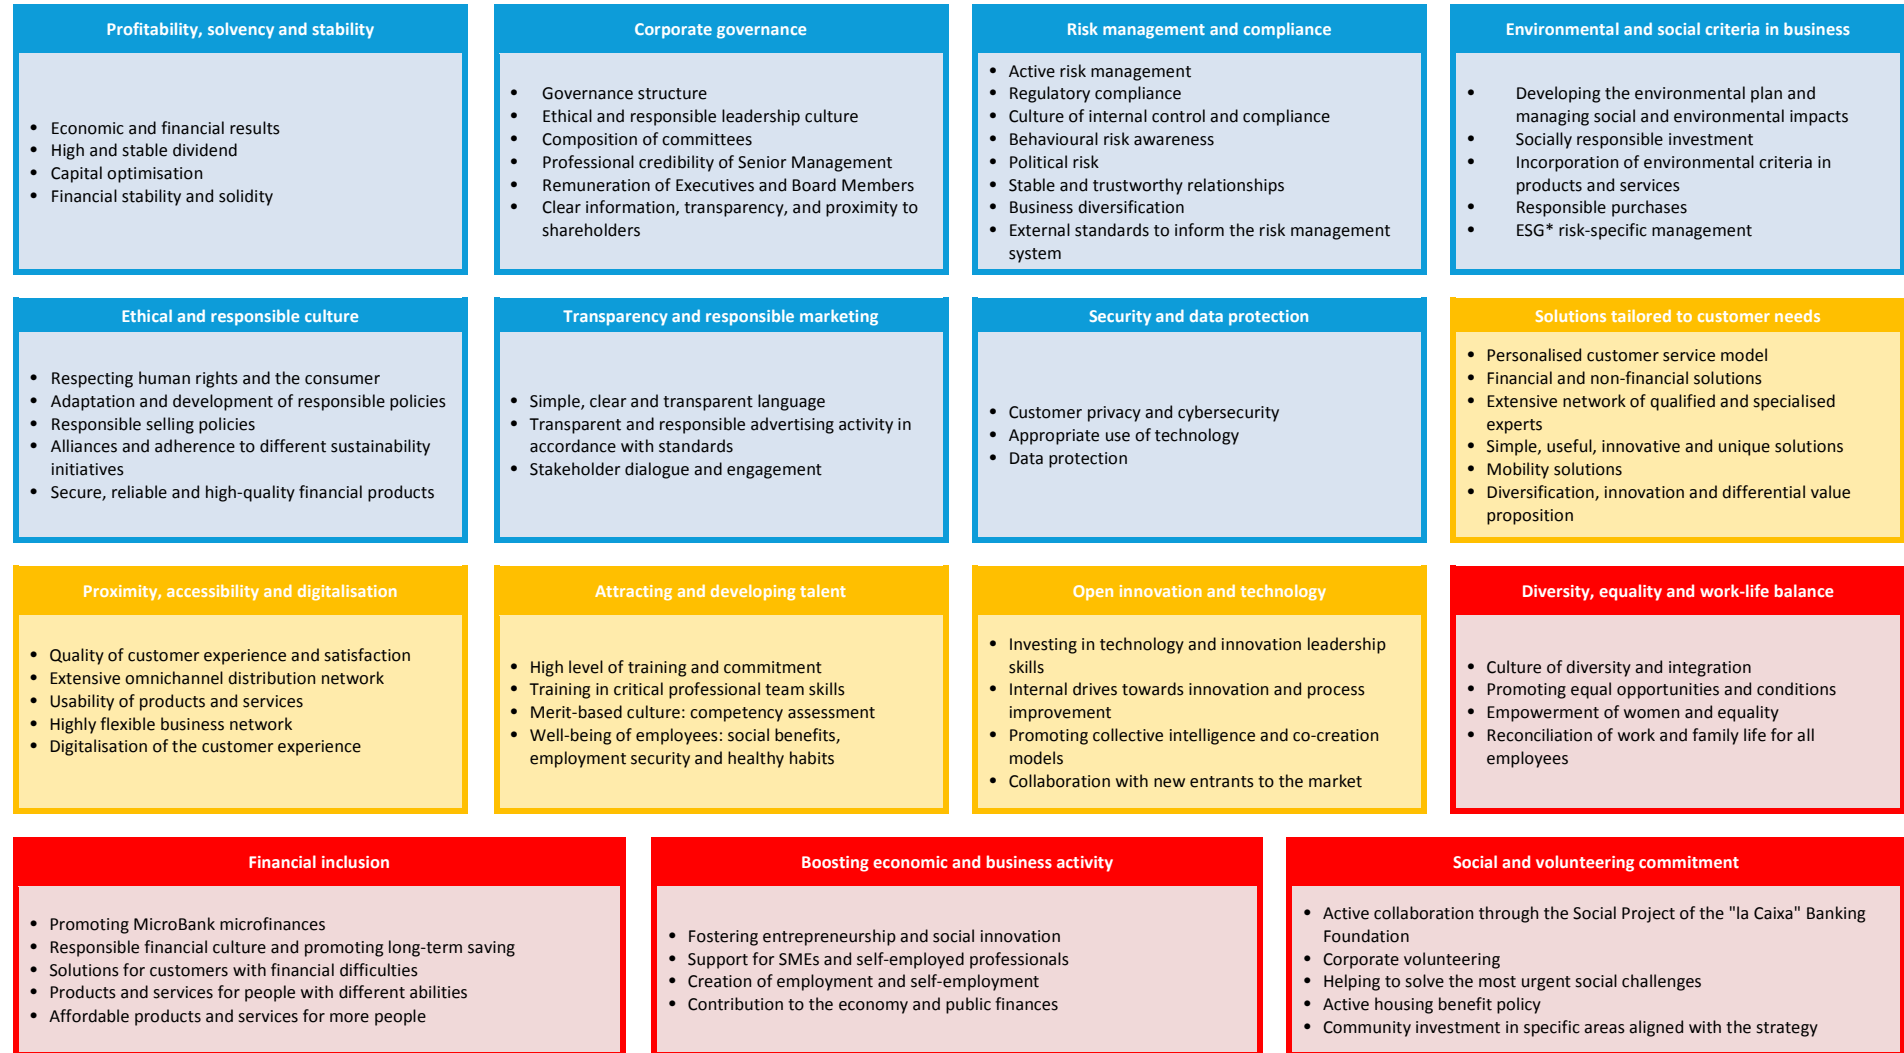 Profitability, solvency and stability
• Economic and financial results
• High and stable dividend
• Capital optimisation
• Financial stability and solidity
Corporate governance
• Governance structure
• Ethical and responsible leadership culture
• Composition of committees
• Professional credibility of Senior Management
• Remuneration of Executives and Board Members
• Clear information, transparency, and proximity to
shareholders
Risk management and compliance
• Active risk management
• Regulatory compliance
• Culture of internal control and compliance
• Behavioural risk awareness
• Political risk
• Stable and trustworthy relationships
• Business diversification
• External standards to inform the risk management
system
Environmental and social criteria in business
• Developing the environmental plan and
managing social and environmental impacts
• Socially responsible investment
• Incorporation of environmental criteria in
products and services
• Responsible purchases
• ESG* risk-specific management
Ethical and responsible culture
• Respecting human rights and the consumer
• Adaptation and development of responsible policies
• Responsible selling policies
• Alliances and adherence to different sustainability
initiatives
• Secure, reliable and high-quality financial products
Transparency and responsible marketing
• Simple, clear and transparent language
• Transparent and responsible advertising activity in
accordance with standards
• Stakeholder dialogue and engagement
Security and data protection
• Customer privacy and cybersecurity
• Appropriate use of technology
• Data protection
Solutions tailored to customer needs
• Personalised customer service model
• Financial and non-financial solutions
• Extensive network of qualified and specialised
experts
• Simple, useful, innovative and unique solutions
• Mobility solutions
• Diversification, innovation and differential value
proposition
Proximity, accessibility and digitalisation
• Quality of customer experience and satisfaction
• Extensive omnichannel distribution network
• Usability of products and services
• Highly flexible business network
• Digitalisation of the customer experience
Attracting and developing talent
• High level of training and commitment
• Training in critical professional team skills
• Merit-based culture: competency assessment
• Well-being of employees: social benefits,
employment security and healthy habits
Open innovation and technology
• Investing in technology and innovation leadership
skills
• Internal drives towards innovation and process
improvement
• Promoting collective intelligence and co-creation
models
• Collaboration with new entrants to the market
Diversity, equality and work-life balance
• Culture of diversity and integration
• Promoting equal opportunities and conditions
• Empowerment of women and equality
• Reconciliation of work and family life for all
employees
Financial inclusion
• Promoting MicroBank microfinances
• Responsible financial culture and promoting long-term saving
• Solutions for customers with financial difficulties
• Products and services for people with different abilities
• Affordable products and services for more people
Boosting economic and business activity
• Fostering entrepreneurship and social innovation
• Support for SMEs and self-employed professionals
• Creation of employment and self-employment
• Contribution to the economy and public finances
Social and volunteering commitment
• Active collaboration through the Social Project of the "la Caixa" Banking
Foundation
• Corporate volunteering
• Helping to solve the most urgent social challenges
• Active housing benefit policy
• Community investment in specific areas aligned with the strategy